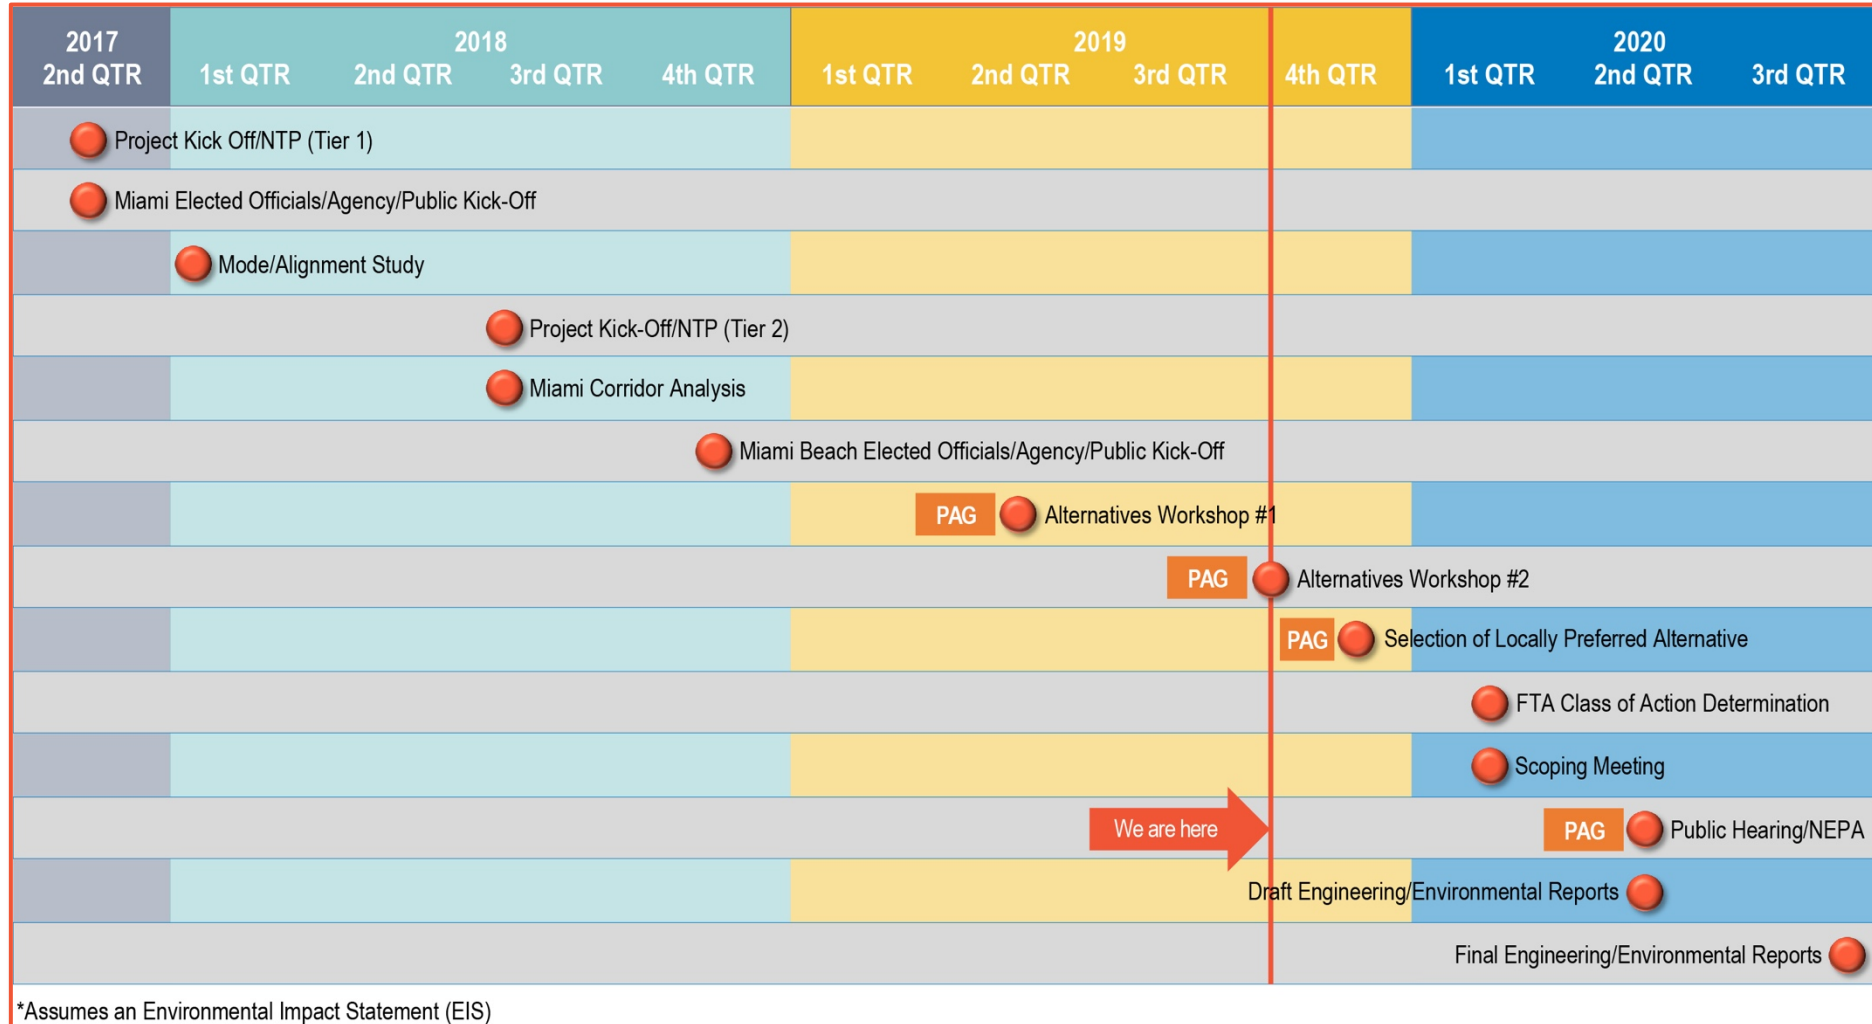 2017
2018
2019
2020
2nd QTR
1st QTR
2nd QTR
3rd QTR
4th QTR
1st QTR
2nd QTR
3rd QTR
4th QTR
1st QTR
2nd QTR
3rd QTR
Project Kick Off/NTP (Tier 1)
Miami Elected Officials/Agency/Public Kick-Off
Mode/Alignment Study
Project Kick-Off/NTP (Tier 2)
Miami Corridor Analysis
Miami Beach Elected Officials/Agency/Public Kick-Off
PAG
Alternatives Workshop #1
PAG
Alternatives Workshop #2
PAG
Selection of Locally Preferred Alternative
FTA Class of Action Determination
Scoping Meeting
We are here
PAG
Public Hearing/NEPA
Draft Engineering/Environmental Reports
Final Engineering/Environmental Reports
*Assumes an Environmental Impact Statement (EIS)